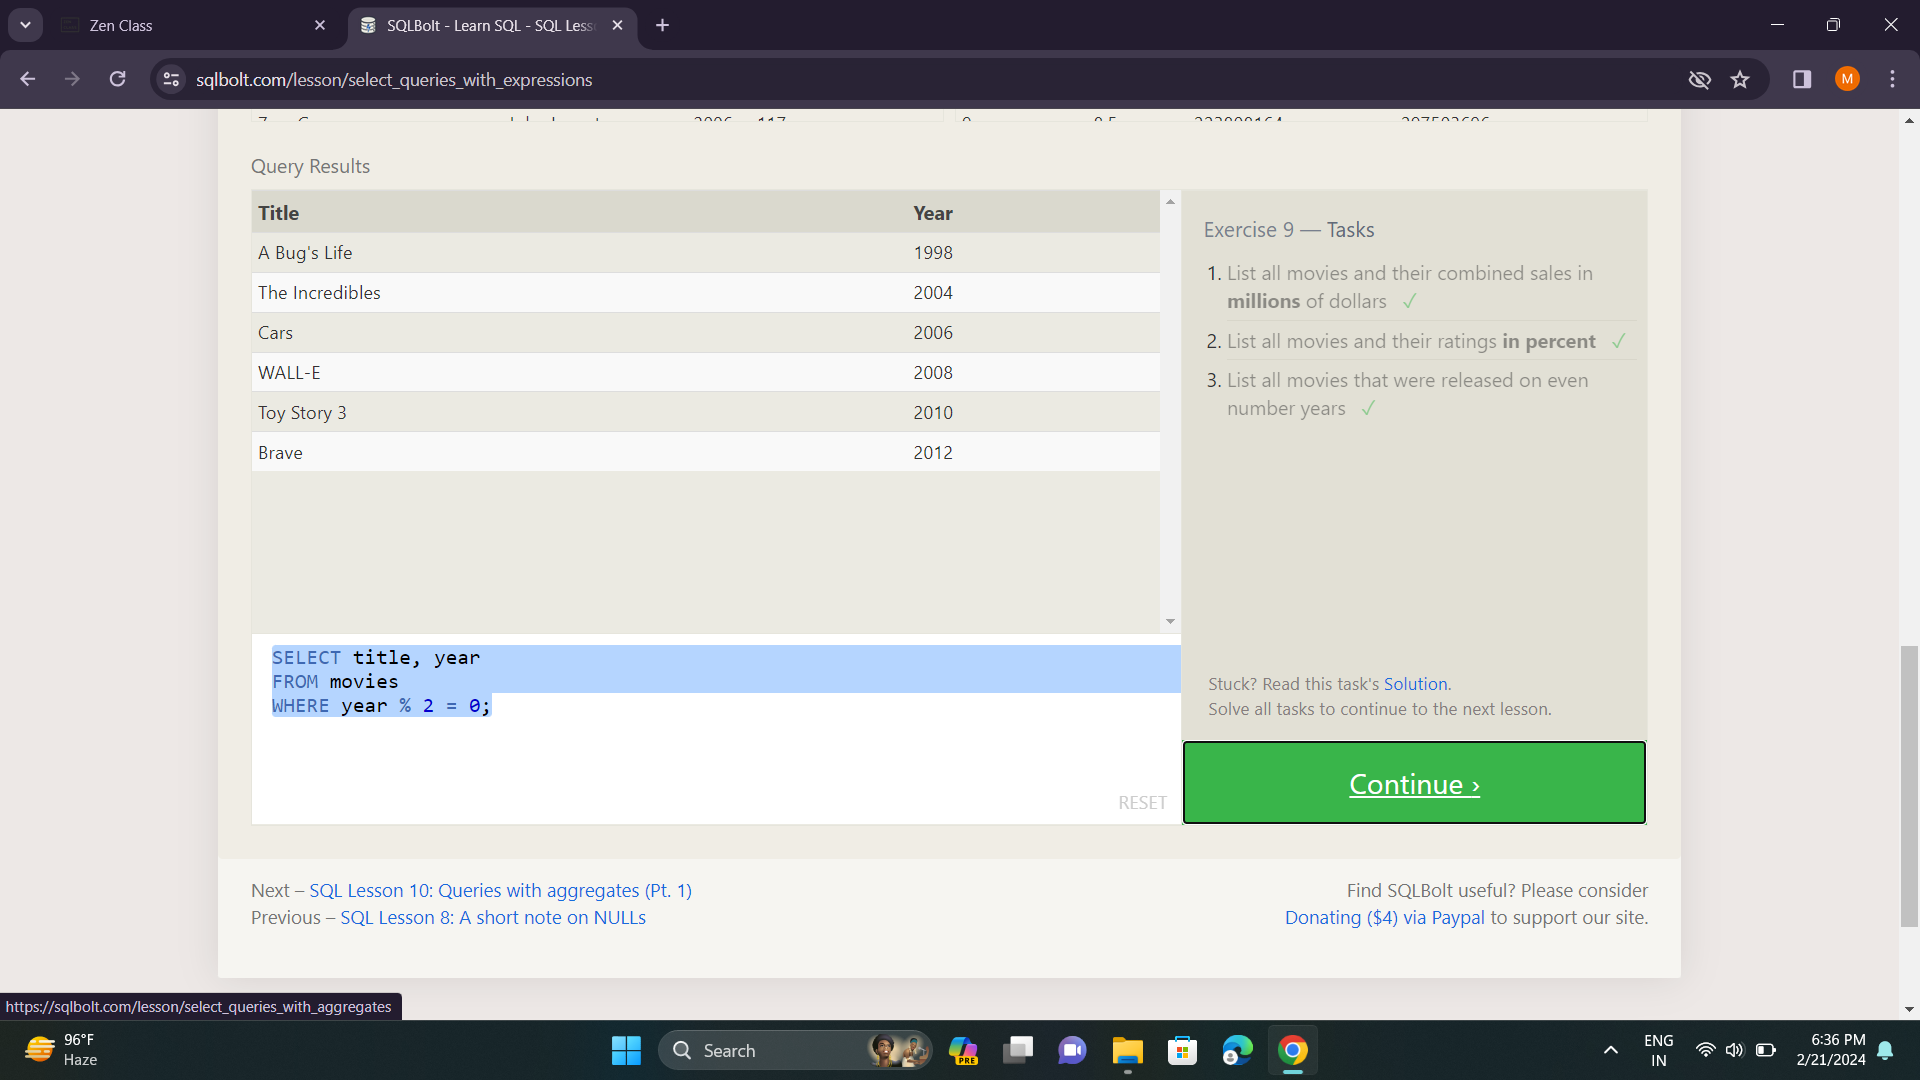 Zen Class
SQLBolt - Learn SQL - SQL Less
sqlbolt.com/lesson/select_queries_with_expressions
M
Query Results
Title Year
A Bug's Life 1998
The Incredibles 2004
Cars 2006
WALL-E 2008
Toy Story 3 2010
Brave 2012
Exercise 9 — Tasks
1. List all movies and their combined sales in
millions of dollars ✓
2. List all movies and their ratings in percent ✓
3. List all movies that were released on even
number years ✓
SELECT title, year
FROM movies
WHERE year % 2 = 0;
RESET
Stuck? Read this task's Solution.
Solve all tasks to continue to the next lesson.
Continue ›
Next – SQL Lesson 10: Queries with aggregates (Pt. 1)
Previous – SQL Lesson 8: A short note on NULLs
Find SQLBolt useful? Please consider
Donating ($4) via Paypal to support our site.
https://sqlbolt.com/lesson/select_queries_with_aggregates
96°F
Haze
Search
PRE
ENG
IN
6:36 PM
2/21/2024